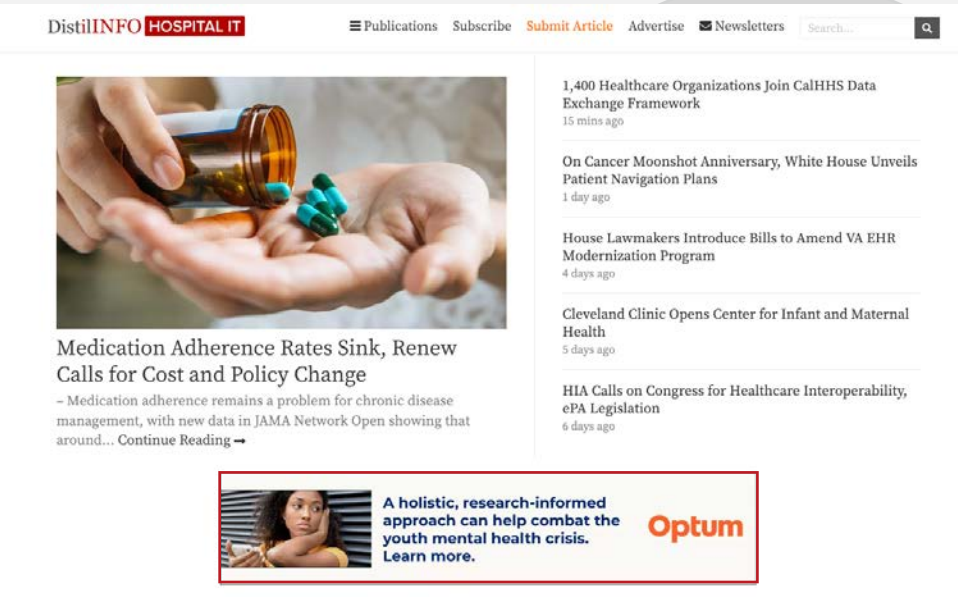 DistilINFO HOSPITAL IT
Publications Subscribe Submit Article Advertise Newsletters Search...
Medication Adherence Rates Sink, Renew
Calls for Cost and Policy Change
– Medication adherence remains a problem for chronic disease
management, with new data in JAMA Network Open showing that
around... Continue Reading ➞
1,400 Healthcare Organizations Join CalHHS Data
Exchange Framework
15 mins ago
On Cancer Moonshot Anniversary, White House Unveils
Patient Navigation Plans
1 day ago
House Lawmakers Introduce Bills to Amend VA EHR
Modernization Program
4 days ago
Cleveland Clinic Opens Center for Infant and Maternal
Health
5 days ago
HIA Calls on Congress for Healthcare Interoperability,
ePA Legislation
6 days ago
A holistic, research-informed
approach can help combat the
youth mental health crisis.
Learn more.
Optum